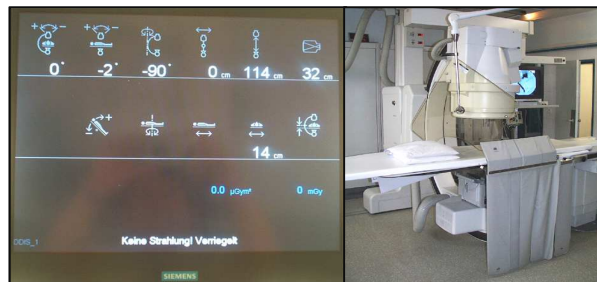 0° -2° -90° 0 cm 114 cm 32 cm
14 cm
0.0 µGym² 0 mGy
DDIS_1
Keine Strahlung! Verriegelt
SIEMENS